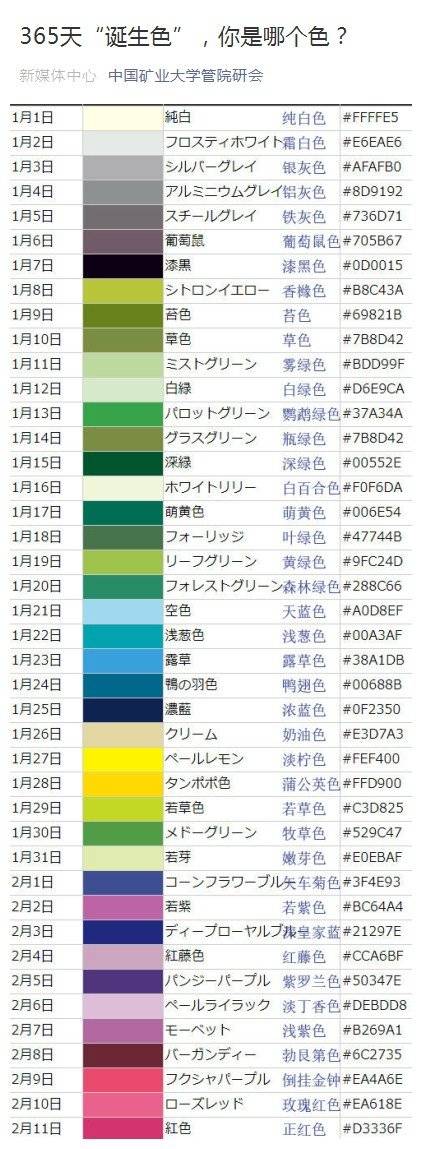 365天“诞生色”，你是哪个色？
新媒体中心 中国矿业大学管院研会
1月1日 純白 纯白色 #FFFFE5
1月2日 フロスティホワイト 霜白色 #E6EAE6
1月3日 シルバーグレイ 银灰色 #AFAFB0
1月4日 アルミニウムグレイ 铝灰色 #8D9192
1月5日 スチールグレイ 铁灰色 #736D71
1月6日 葡萄鼠 葡萄鼠色 #705B67
1月7日 漆黒 漆黑色 #0D0015
1月8日 シトロンイエロー 香橼色 #B8C43A
1月9日 苔色 苔色 #69821B
1月10日 草色 草色 #7B8D42
1月11日 ミストグリーン 雾绿色 #BDD99F
1月12日 白緑 白绿色 #D6E9CA
1月13日 パロットグリーン 鹦鹉绿色 #37A34A
1月14日 グラスグリーン 瓶绿色 #7B8D42
1月15日 深緑 深绿色 #00552E
1月16日 ホワイトリリー 白百合色 #F0F6DA
1月17日 萌黄色 萌黄色 #006E54
1月18日 フォーリッジ 叶绿色 #47744B
1月19日 リーフグリーン 黄绿色 #9FC24D
1月20日 フォレストグリーン 森林绿色 #288C66
1月21日 空色 天蓝色 #A0D8EF
1月22日 浅葱色 浅葱色 #00A3AF
1月23日 露草 露草色 #38A1DB
1月24日 鴨の羽色 鸭翅色 #00688B
1月25日 濃藍 浓蓝色 #0F2350
1月26日 クリーム 奶油色 #E3D7A3
1月27日 ペールレモン 淡柠色 #FEF400
1月28日 タンポポ色 蒲公英色 #FFD900
1月29日 若草色 若草色 #C3D825
1月30日 メドーグリーン 牧草色 #529C47
1月31日 若芽 嫩芽色 #E0EBAF
2月1日 コーンフラワーブルー 矢车菊色 #3F4E93
2月2日 若紫 若紫色 #BC64A4
2月3日 ディープローヤルブルー 皇家蓝 #21297E
2月4日 紅藤色 红藤色 #CCA6BF
2月5日 パンジーパープル 紫罗兰色 #50347E
2月6日 ペールライラック 淡丁香色 #DEBDD8
2月7日 モーベット 浅紫色 #B269A1
2月8日 バーガンディー 勃艮第色 #6C2735
2月9日 フクシャパープル 倒挂金钟 #EA4A6E
2月10日 ローズレッド 玫瑰红色 #EA618E
2月11日 紅色 正红色 #D3336F